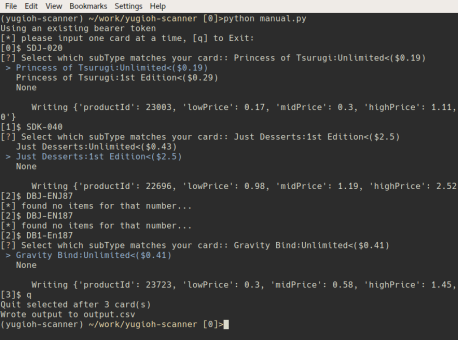 File Edit View Bookmarks Settings Help
(yugioh-scanner) ~/work/yugioh-scanner [0]>python manual.py
Using an existing bearer token
[*] please input one card at a time, [q] to Exit:
[0]$ SDJ-020
[?] Select which subType matches your card:: Princess of Tsurugi:Unlimited<($0.19)
> Princess of Tsurugi:Unlimited<($0.19)
Princess of Tsurugi:1st Edition<($0.29)
None
Writing {'productId': 23003, 'lowPrice': 0.17, 'midPrice': 0.3, 'highPrice': 1.11,
0'}
[1]$ SDK-040
[?] Select which subType matches your card:: Just Desserts:1st Edition<($2.5)
Just Desserts:Unlimited<($0.43)
> Just Desserts:1st Edition<($2.5)
None
Writing {'productId': 22696, 'lowPrice': 0.98, 'midPrice': 1.19, 'highPrice': 2.52
[2]$ DBJ-ENJ87
[*] found no items for that number...
[2]$ DBJ-EN187
[*] found no items for that number...
[2]$ DB1-En187
[?] Select which subType matches your card:: Gravity Bind:Unlimited<($0.41)
> Gravity Bind:Unlimited<($0.41)
None
Writing {'productId': 23723, 'lowPrice': 0.3, 'midPrice': 0.58, 'highPrice': 1.45,
[3]$ q
Quit selected after 3 card(s)
Wrote output to output.csv
(yugioh-scanner) ~/work/yugioh-scanner [0]>